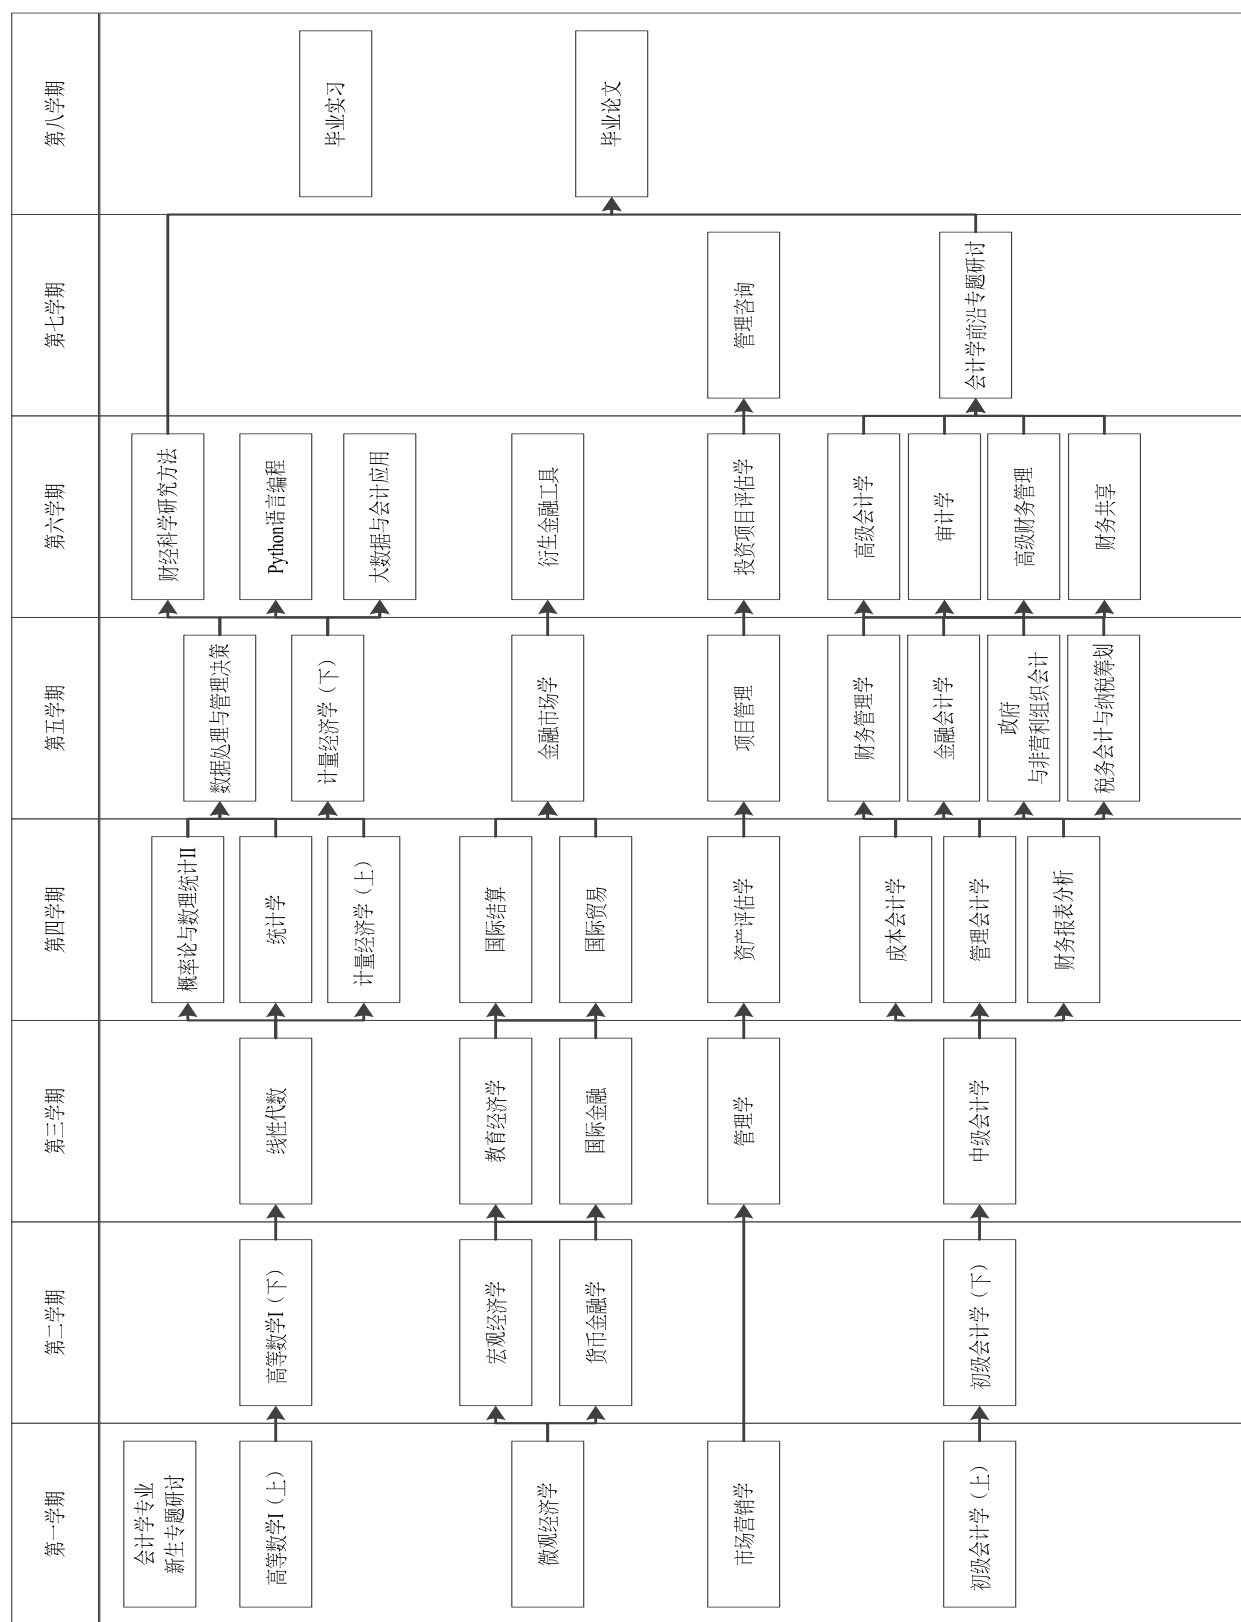 第一学期
会计学专业
新生专题研讨
高等数学I（上）
微观经济学
市场营销学
初级会计学（上）
第二学期
高等数学I（下）
宏观经济学
货币金融学
初级会计学（下）
第三学期
线性代数
教育经济学
国际金融
管理学
中级会计学
第四学期
概率论与数理统计II
统计学
计量经济学（上）
国际结算
国际贸易
资产评估学
成本会计学
管理会计学
财务报表分析
第五学期
数据处理与管理决策
计量经济学（下）
金融市场学
项目管理
财务管理学
金融会计学
政府
与非营利组织会计
税务会计与纳税筹划
第六学期
财经科学研究方法
Python语言编程
大数据与会计应用
衍生金融工具
投资项目评估学
高级会计学
审计学
高级财务管理
财务共享
第七学期
管理咨询
会计学前沿专题研讨
第八学期
毕业实习
毕业论文